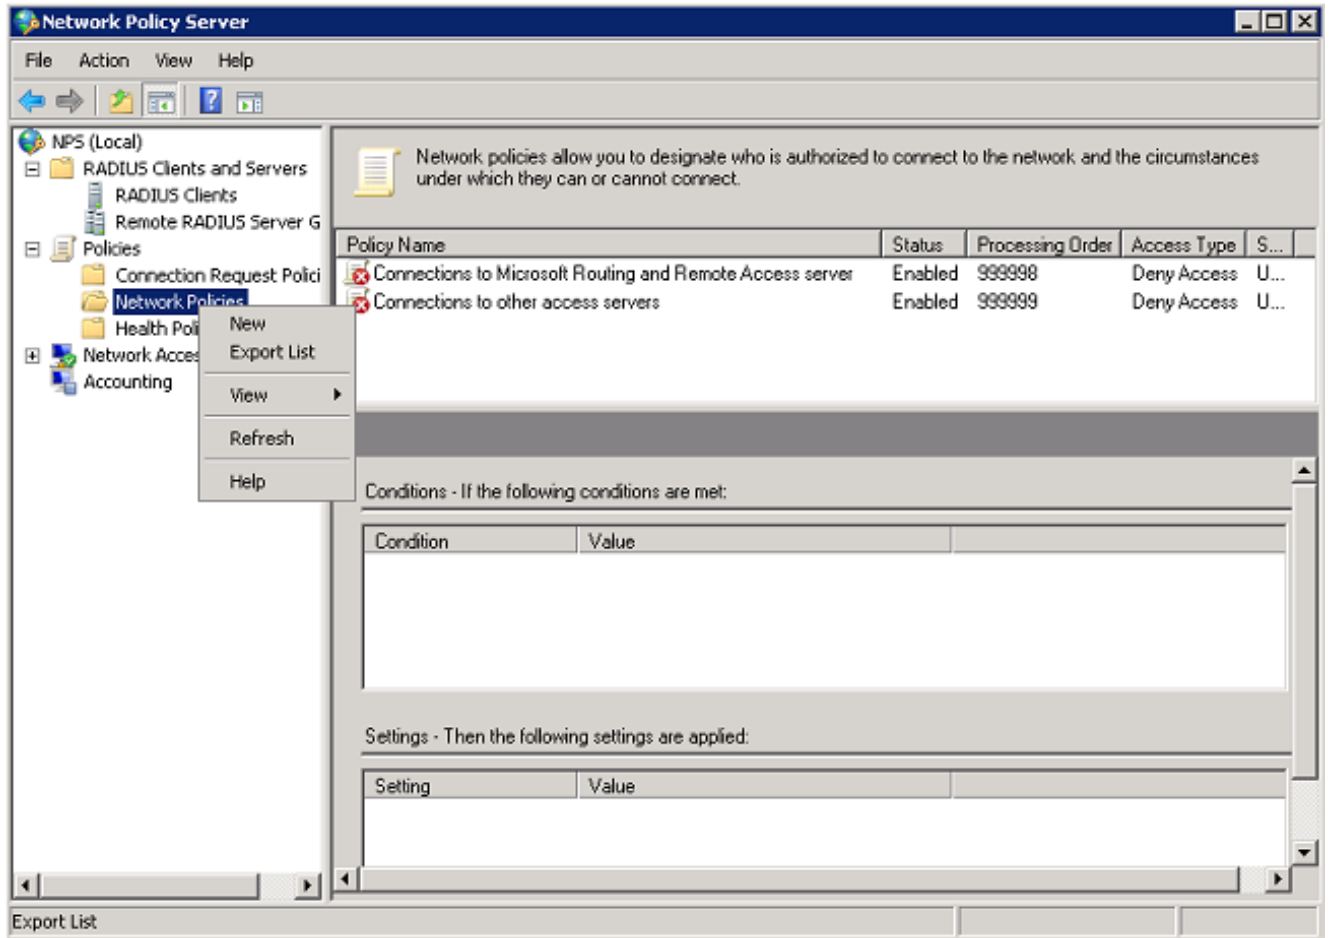 Network Policy Server
File Action View Help
NPS (Local)
RADIUS Clients and Servers
RADIUS Clients
Remote RADIUS Server G
Policies
Connection Request Polici
Network Policies
Health Poli
Network Acces
Accounting
New
Export List
View
Refresh
Help
Network policies allow you to designate who is authorized to connect to the network and the circumstances
under which they can or cannot connect.
Policy Name Status Processing Order Access Type S...
Connections to Microsoft Routing and Remote Access server Enabled 999998 Deny Access U...
Connections to other access servers Enabled 999999 Deny Access U...
Conditions - If the following conditions are met:
Condition Value
Settings - Then the following settings are applied:
Setting Value
Export List